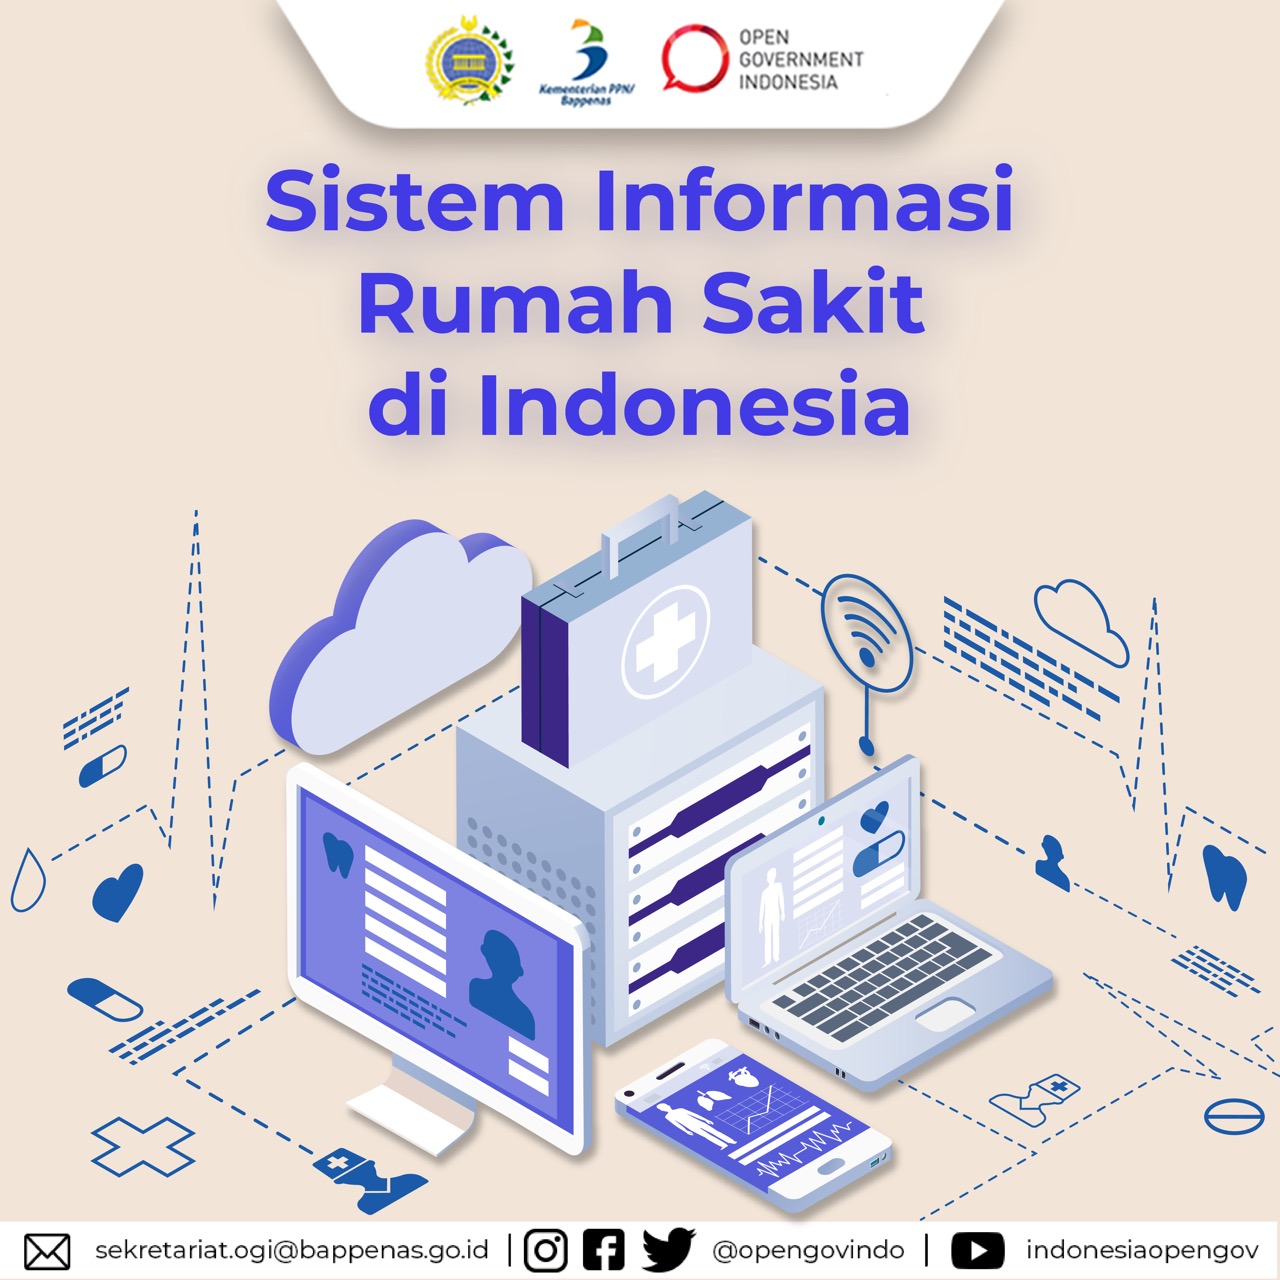 Kementerian PPN/
Bappenas
OPEN
GOVERNMENT
INDONESIA
Sistem Informasi
Rumah Sakit
di Indonesia
sekretariat.ogi@bappenas.go.id | @opengovindo | indonesiaopengov